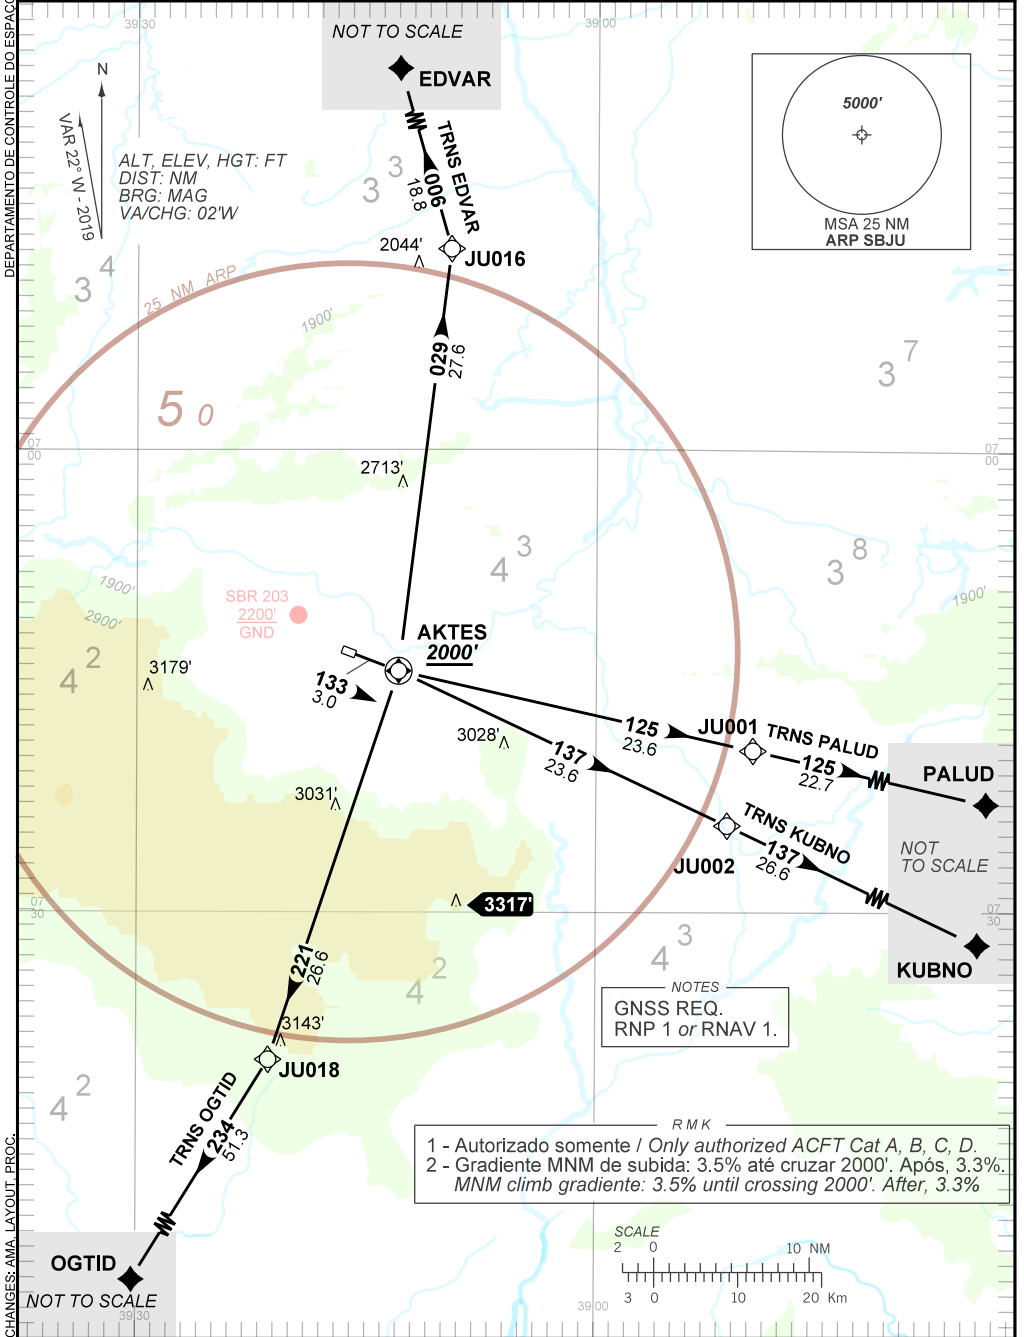 DEPARTAMENTO DE CONTROLE DO ESPAÇO
39 30
39 00
NOT TO SCALE
EDVAR
N
VAR 22° W - 2019
ALT, ELEV, HGT: FT
DIST: NM
BRG: MAG
VA/CHG: 02'W
5000'
MSA 25 NM
ARP SBJU
TRNS EDVAR
006
18.8
3 3
2044'
JU016
3 4
25 NM ARP
1900'
029
27.6
3 7
5 0
07
00
07
00
2713'
4 3
3 8
1900'
2900'
1900'
SBR 203
2200'
GND
AKTES
2000'
4 2
3179'
133
3.0
3028'
125
23.6
JU001
TRNS PALUD
125
22.7
PALUD
137
23.6
3031'
TRNS KUBNO
JU002
137
26.6
NOT
TO SCALE
3317'
07
30
07
30
221
26.6
4 2
4 3
KUBNO
NOTES
GNSS REQ.
RNP 1 or RNAV 1.
3143'
JU018
4 2
TRNS OGTID
234
51.3
RMK
1 - Autorizado somente / Only authorized ACFT Cat A, B, C, D.
2 - Gradiente MNM de subida: 3.5% até cruzar 2000'. Após, 3.3%.
MNM climb gradiente: 3.5% until crossing 2000'. After, 3.3%
SCALE
2 0 10 NM
3 0 10 20 Km
OGTID
NOT TO SCALE
39 30
39 00
CHANGES: AMA, LAYOUT, PROC.